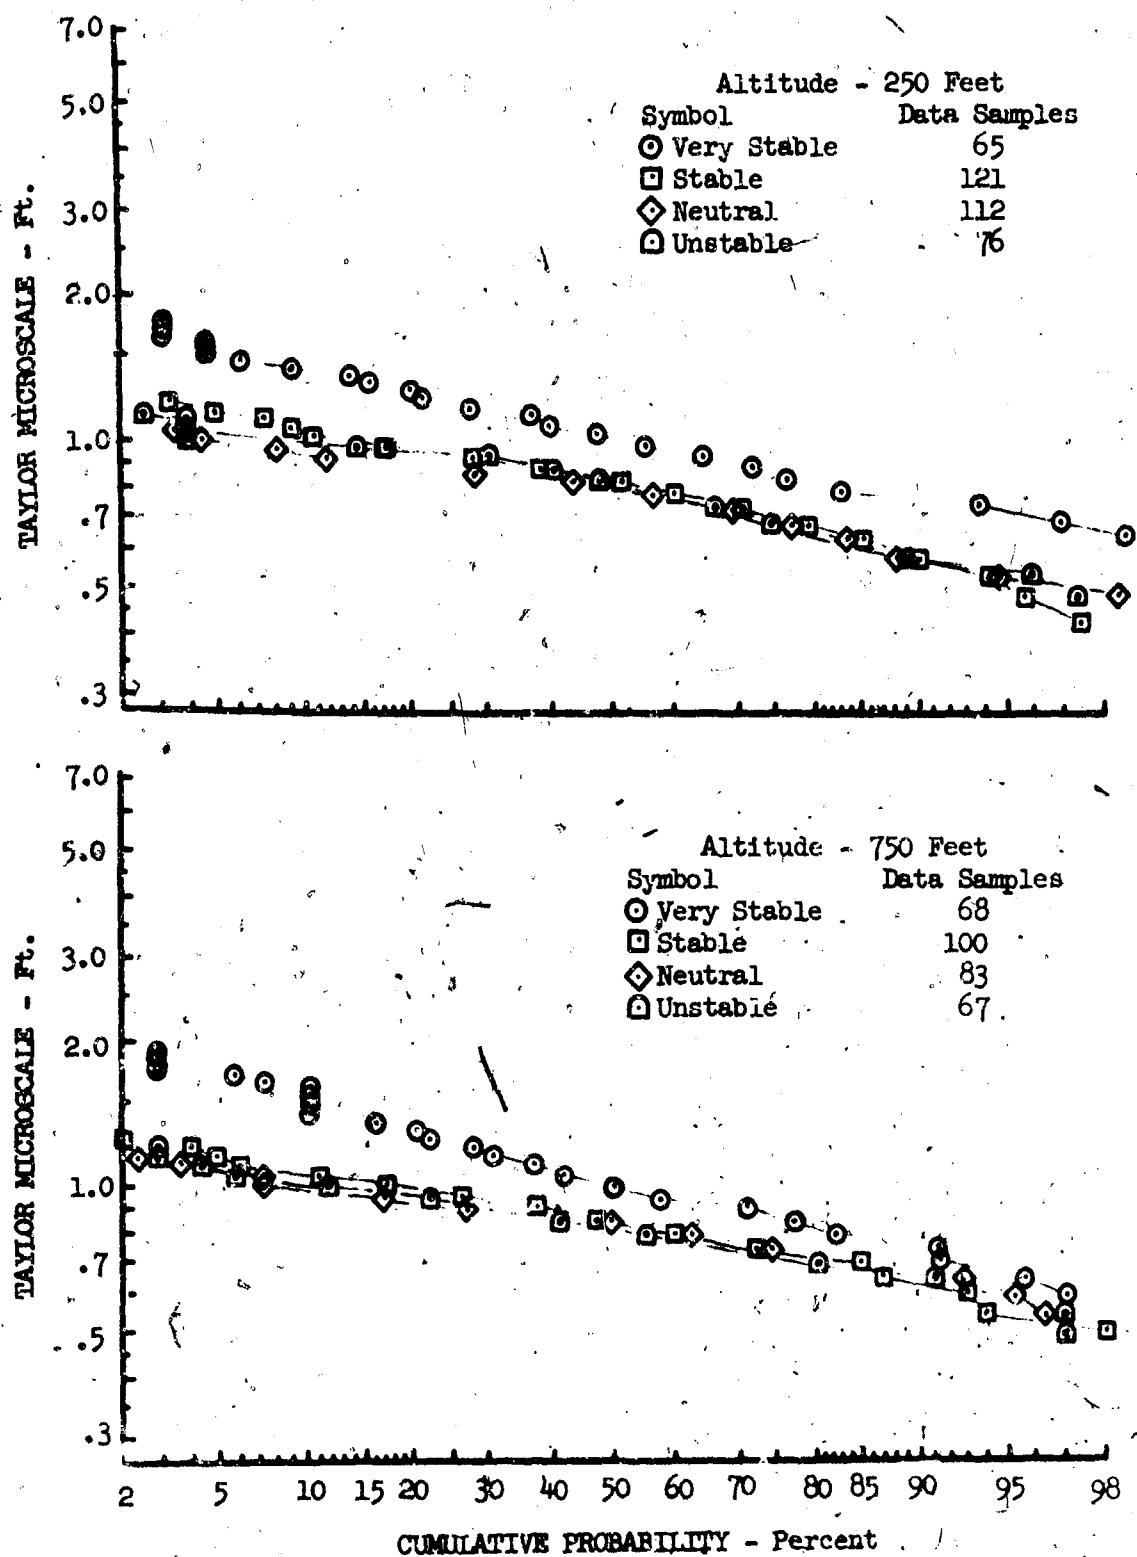 7.0
5.0
3.0
2.0
1.0
.7
.5
.3
TAYLOR MICROSCALE - Ft.
Altitude - 250 Feet
Symbol Data Samples
Very Stable 65
Stable 121
Neutral 112
Unstable 76
7.0
5.0
3.0
2.0
1.0
.7
.5
.3
TAYLOR MICROSCALE - Ft.
Altitude - 750 Feet
Symbol Data Samples
Very Stable 68
Stable 100
Neutral 83
Unstable 67
2 5 10 15 20 30 40 50 60 70 80 85 90 95 98
CUMULATIVE PROBABILITY - Percent